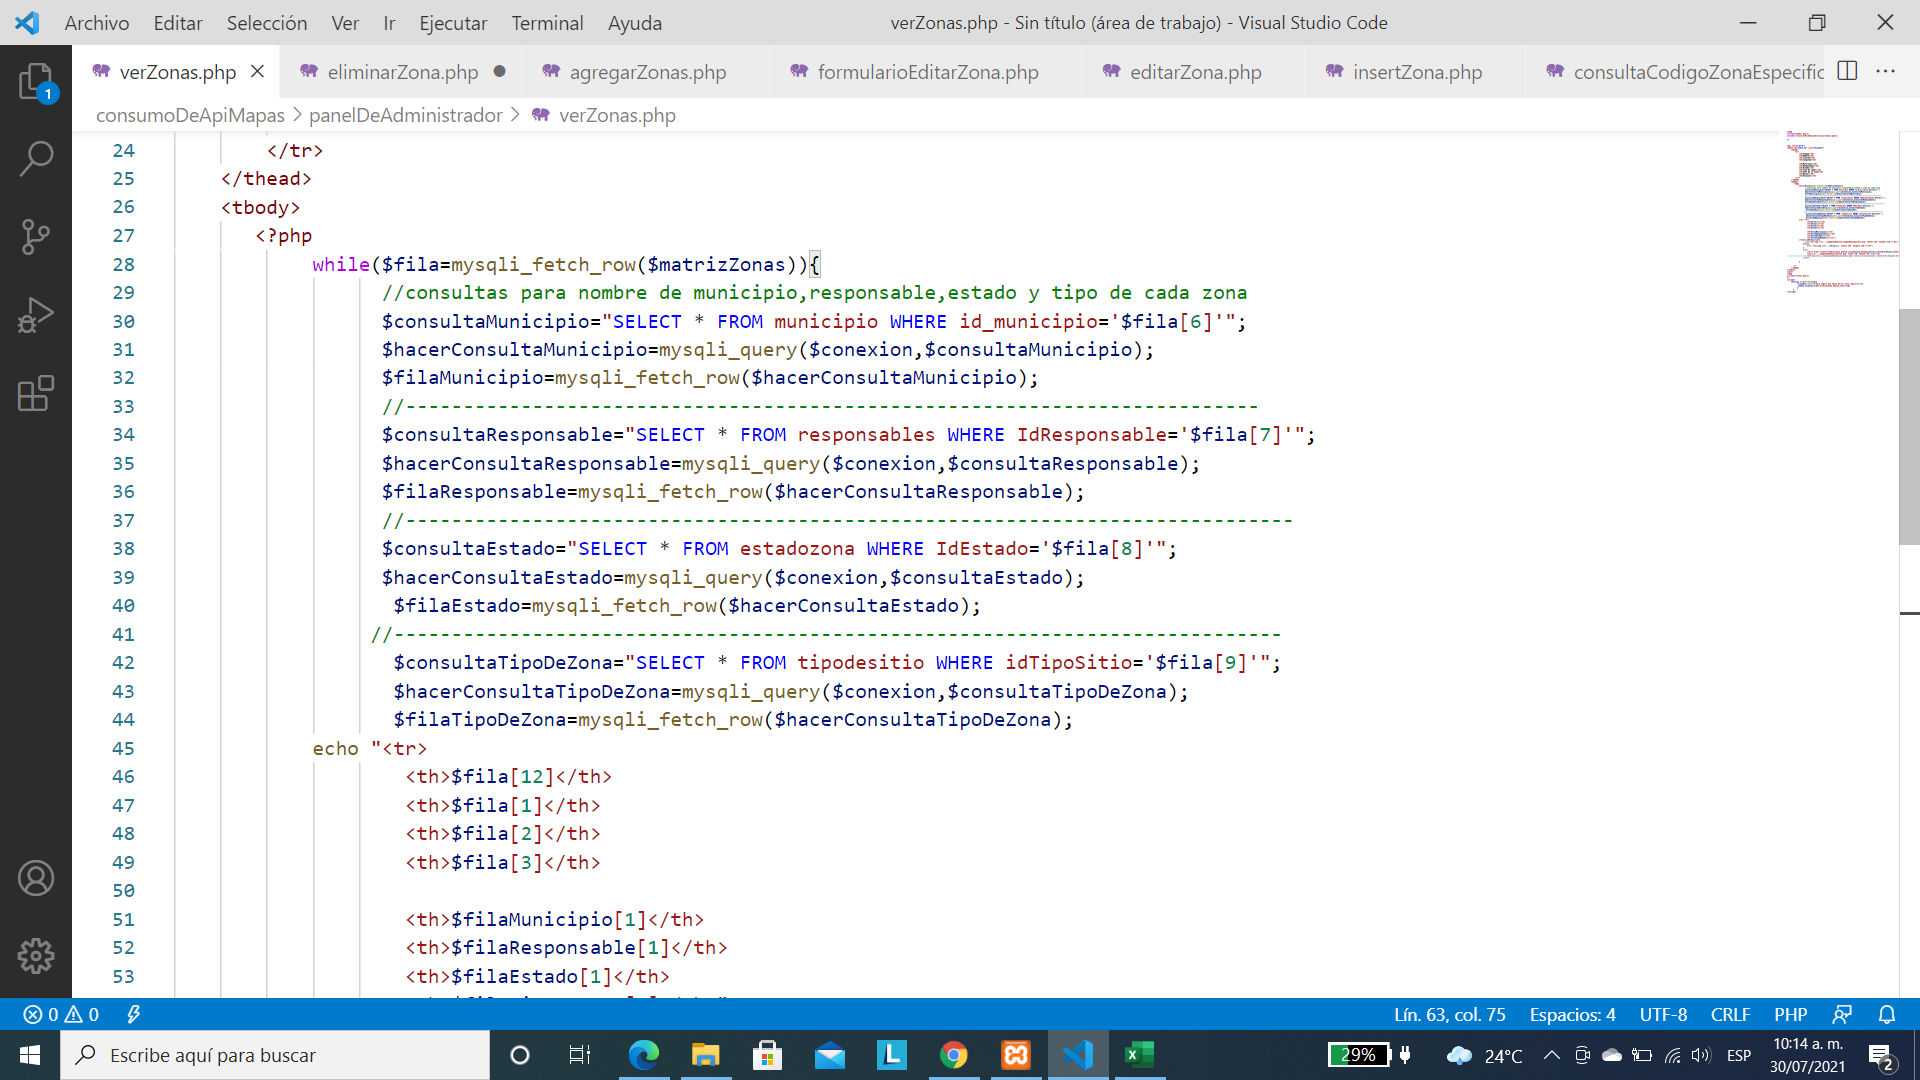 Archivo Editar Selección Ver Ir Ejecutar Terminal Ayuda verZonas.php - Sin título (área de trabajo) - Visual Studio Code
verZonas.php eliminarZona.php agregarZonas.php formularioEditarZona.php editarZona.php insertZona.php consultaCodigoZonaEspecific
1
consumoDeApiMapas > panelDeAdministrador > verZonas.php
24 </tr>
25 </thead>
26 <tbody>
27 <?php
28 while($fila=mysqli_fetch_row($matrizZonas)){
29 //consultas para nombre de municipio,responsable,estado y tipo de cada zona
30 $consultaMunicipio="SELECT * FROM municipio WHERE id_municipio='$fila[6]'";
31 $hacerConsultaMunicipio=mysqli_query($conexion,$consultaMunicipio);
32 $filaMunicipio=mysqli_fetch_row($hacerConsultaMunicipio);
33 //--------------------------------------------------------------------------
34 $consultaResponsable="SELECT * FROM responsables WHERE IdResponsable='$fila[7]'";
35 $hacerConsultaResponsable=mysqli_query($conexion,$consultaResponsable);
36 $filaResponsable=mysqli_fetch_row($hacerConsultaResponsable);
37 //-----------------------------------------------------------------------------
38 $consultaEstado="SELECT * FROM estadozona WHERE IdEstado='$fila[8]'";
39 $hacerConsultaEstado=mysqli_query($conexion,$consultaEstado);
40 $filaEstado=mysqli_fetch_row($hacerConsultaEstado);
41 //-----------------------------------------------------------------------------
42 $consultaTipoDeZona="SELECT * FROM tipodesitio WHERE idTipoSitio='$fila[9]'";
43 $hacerConsultaTipoDeZona=mysqli_query($conexion,$consultaTipoDeZona);
44 $filaTipoDeZona=mysqli_fetch_row($hacerConsultaTipoDeZona);
45 echo "<tr>
46 <th>$fila[12]</th>
47 <th>$fila[1]</th>
48 <th>$fila[2]</th>
49 <th>$fila[3]</th>
50
51 <th>$filaMunicipio[1]</th>
52 <th>$filaResponsable[1]</th>
53 <th>$filaEstado[1]</th>
0 0 Lín. 63, col. 75 Espacios: 4 UTF-8 CRLF PHP
Escribe aquí para buscar L 29% 24°C ESP 10:14 a. m.
30/07/2021 2